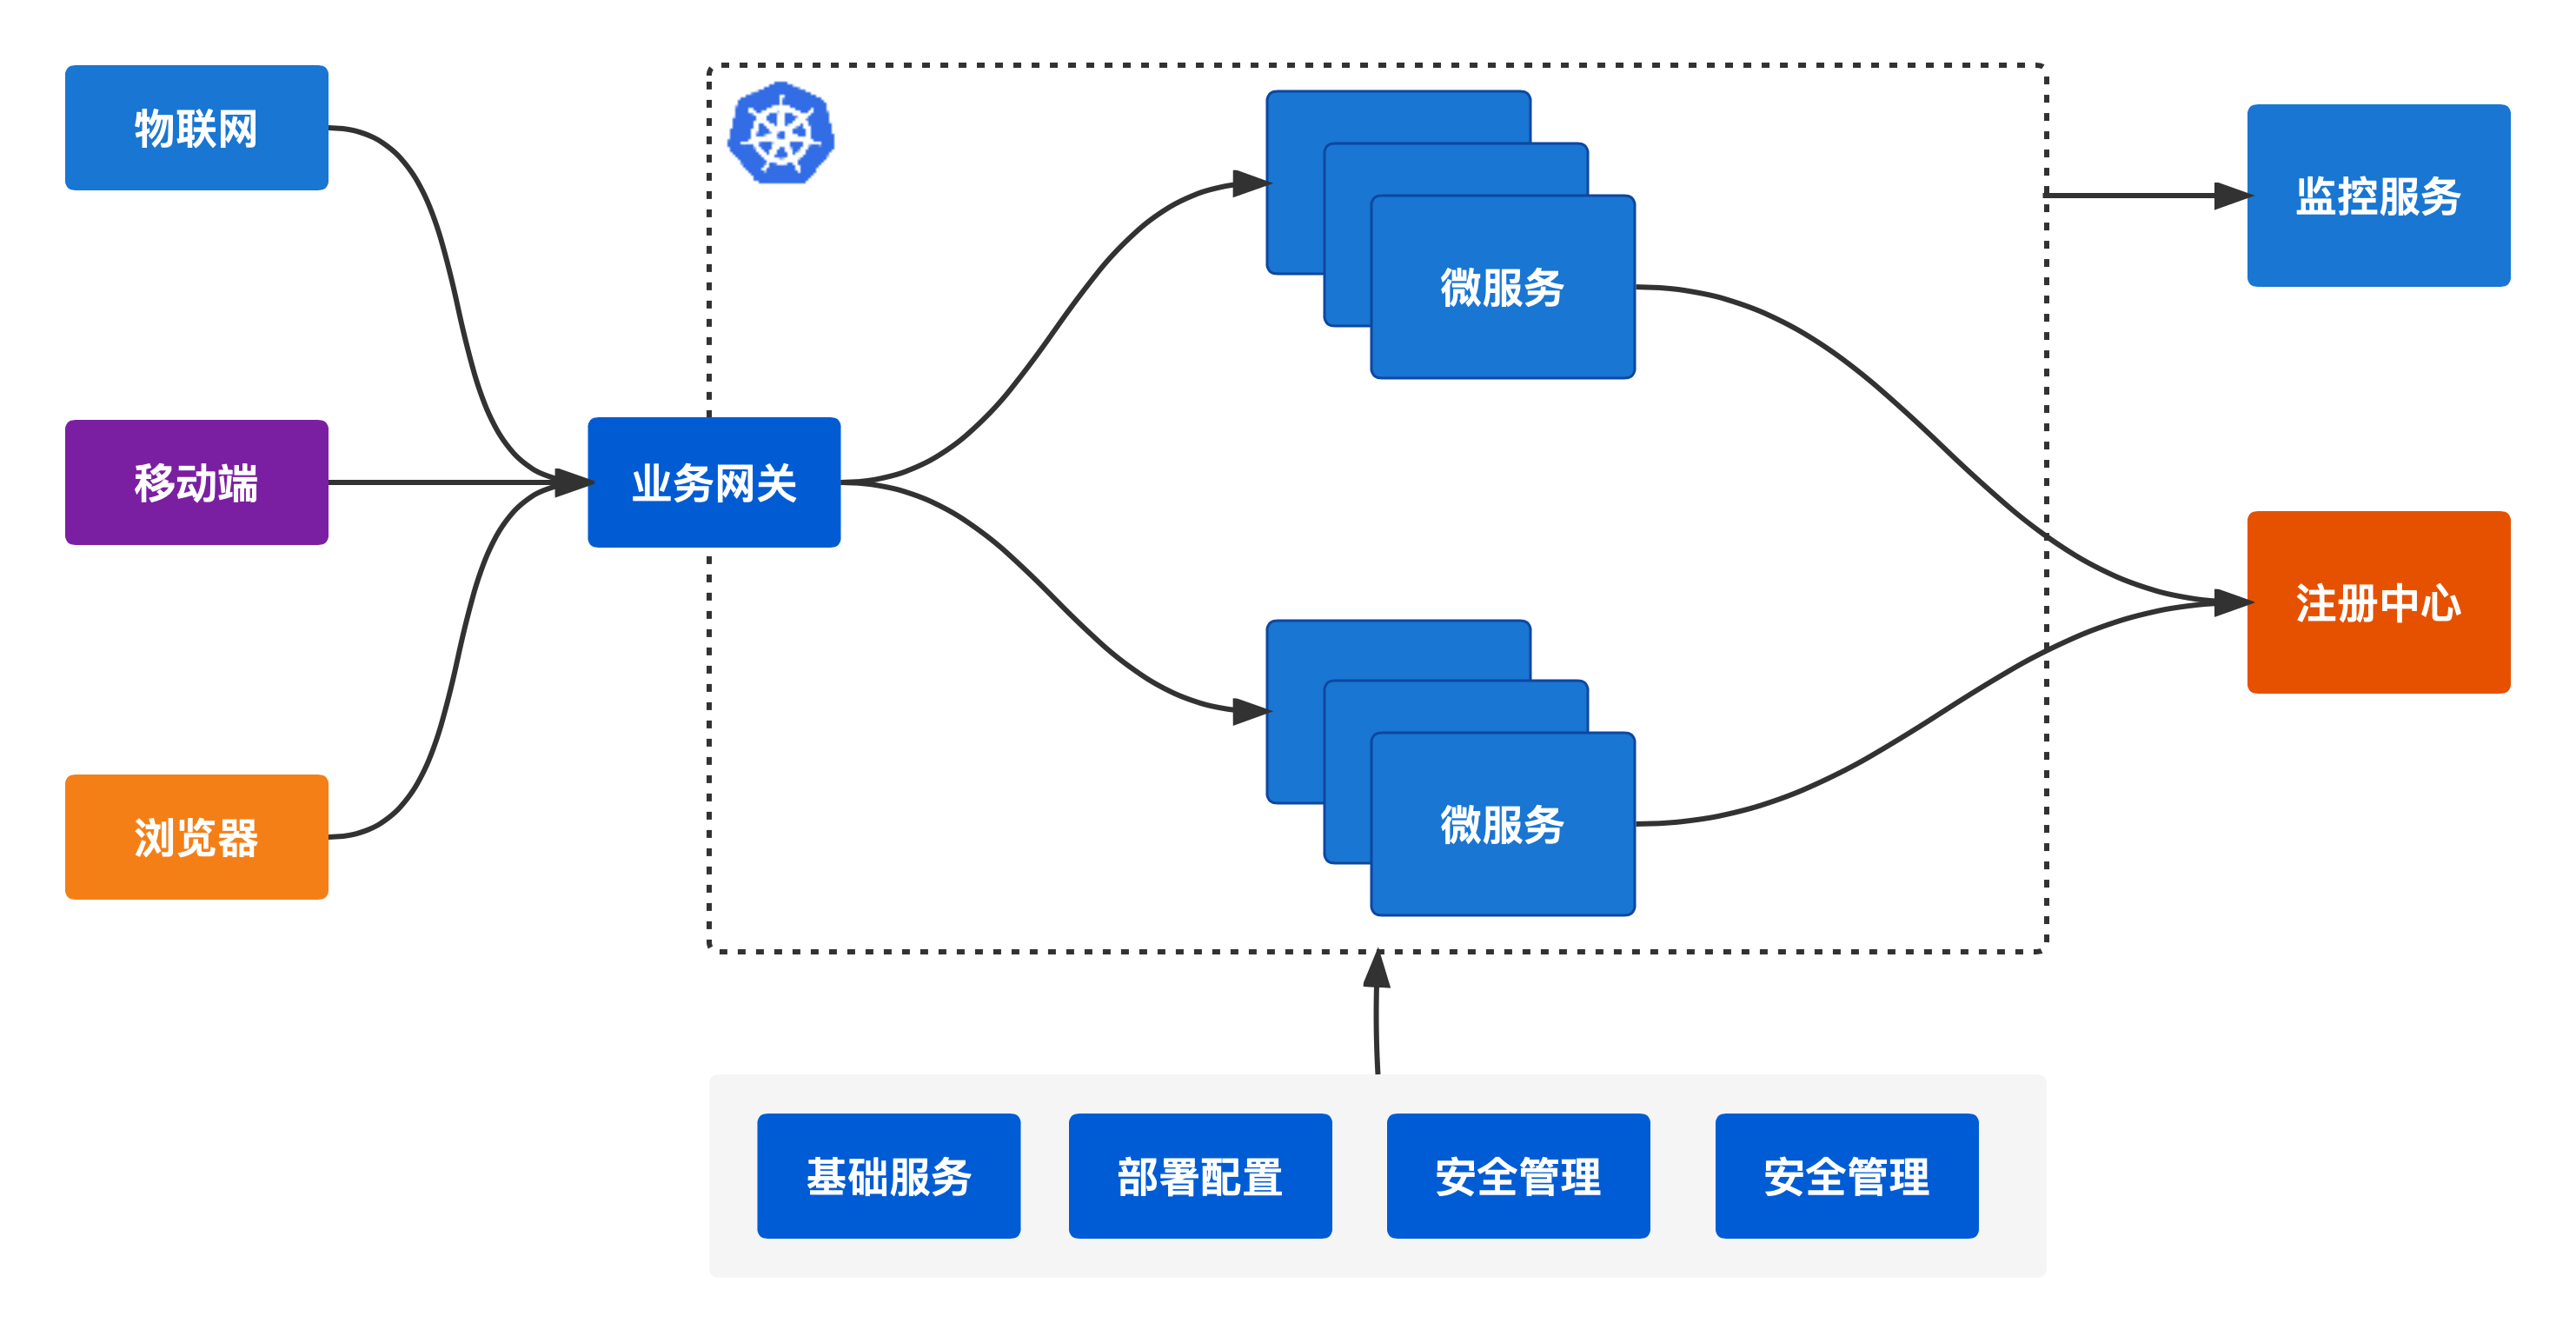 物联网
移动端
浏览器
业务网关
微服务
微服务
监控服务
注册中心
基础服务
部署配置
安全管理
安全管理